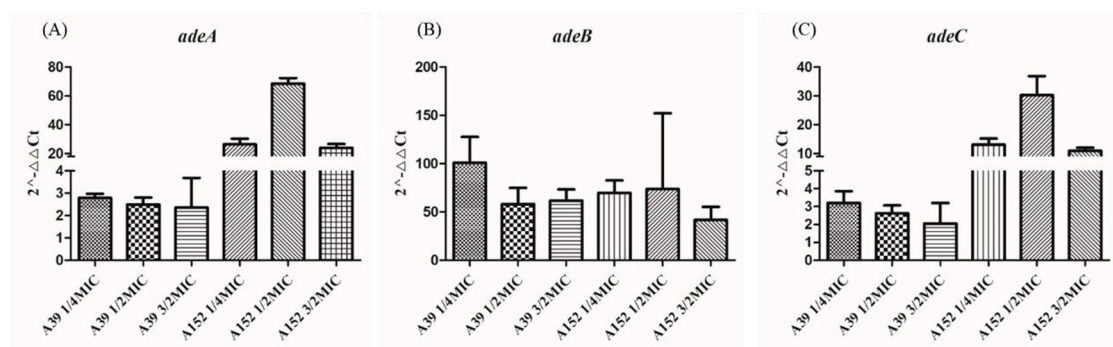 (A)
adeA
2^-△△Ct
80
60
40
20
4
3
2
1
0
A39 1/4MIC
A39 1/2MIC
A39 3/2MIC
A152 1/4MIC
A152 1/2MIC
A152 3/2MIC
(B)
adeB
2^-△△Ct
200
150
100
50
0
A39 1/4MIC
A39 1/2MIC
A39 3/2MIC
A152 1/4MIC
A152 1/2MIC
A152 3/2MIC
(C)
adeC
2^-△△Ct
40
30
20
10
5
4
3
2
1
0
A39 1/4MIC
A39 1/2MIC
A39 3/2MIC
A152 1/4MIC
A152 1/2MIC
A152 3/2MIC